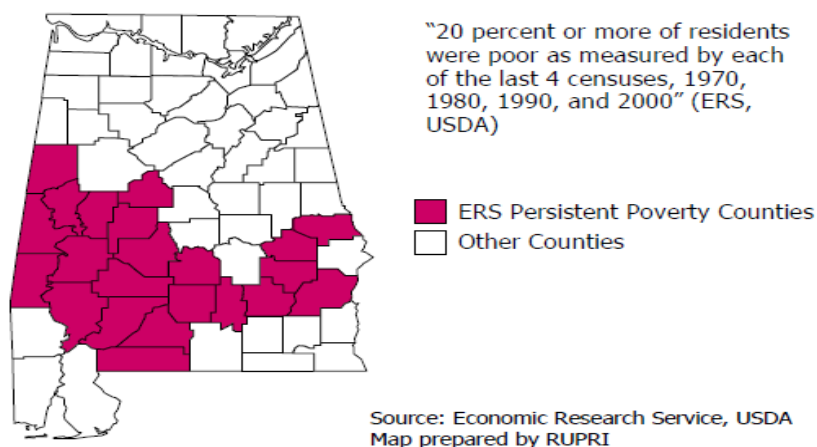 “20 percent or more of residents
were poor as measured by each
of the last 4 censuses, 1970,
1980, 1990, and 2000” (ERS,
USDA)
ERS Persistent Poverty Counties
Other Counties
Source: Economic Research Service, USDA
Map prepared by RUPRI